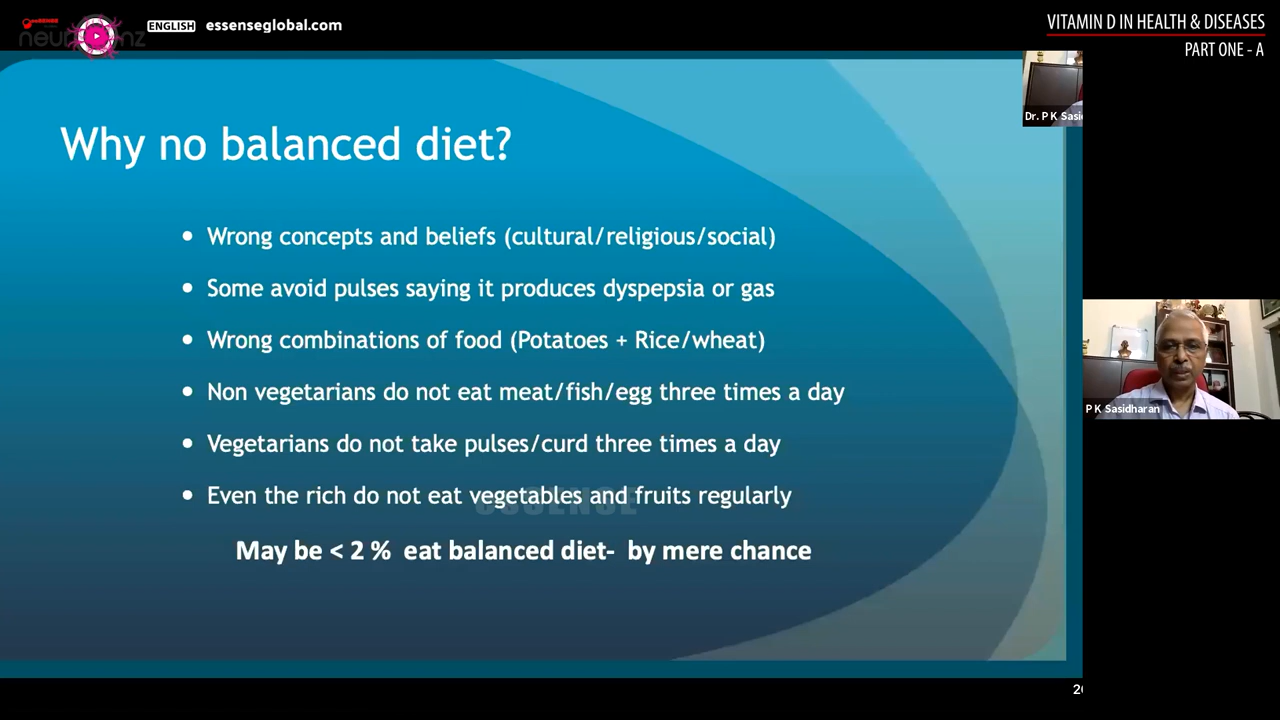 esSENSE
neuronz
ENGLISH essenseglobal.com
VITAMIN D IN HEALTH & DISEASES
PART ONE - A
Dr. P K
Why no balanced diet?
• Wrong concepts and beliefs (cultural/religious/social)
• Some avoid pulses saying it produces dyspepsia or gas
• Wrong combinations of food (Potatoes + Rice/wheat)
• Non vegetarians do not eat meat/fish/egg three times a day
• Vegetarians do not take pulses/curd three times a day
• Even the rich do not eat vegetables and fruits regularly
esSENSE
May be < 2 % eat balanced diet- by mere chance
P K Sasidharan